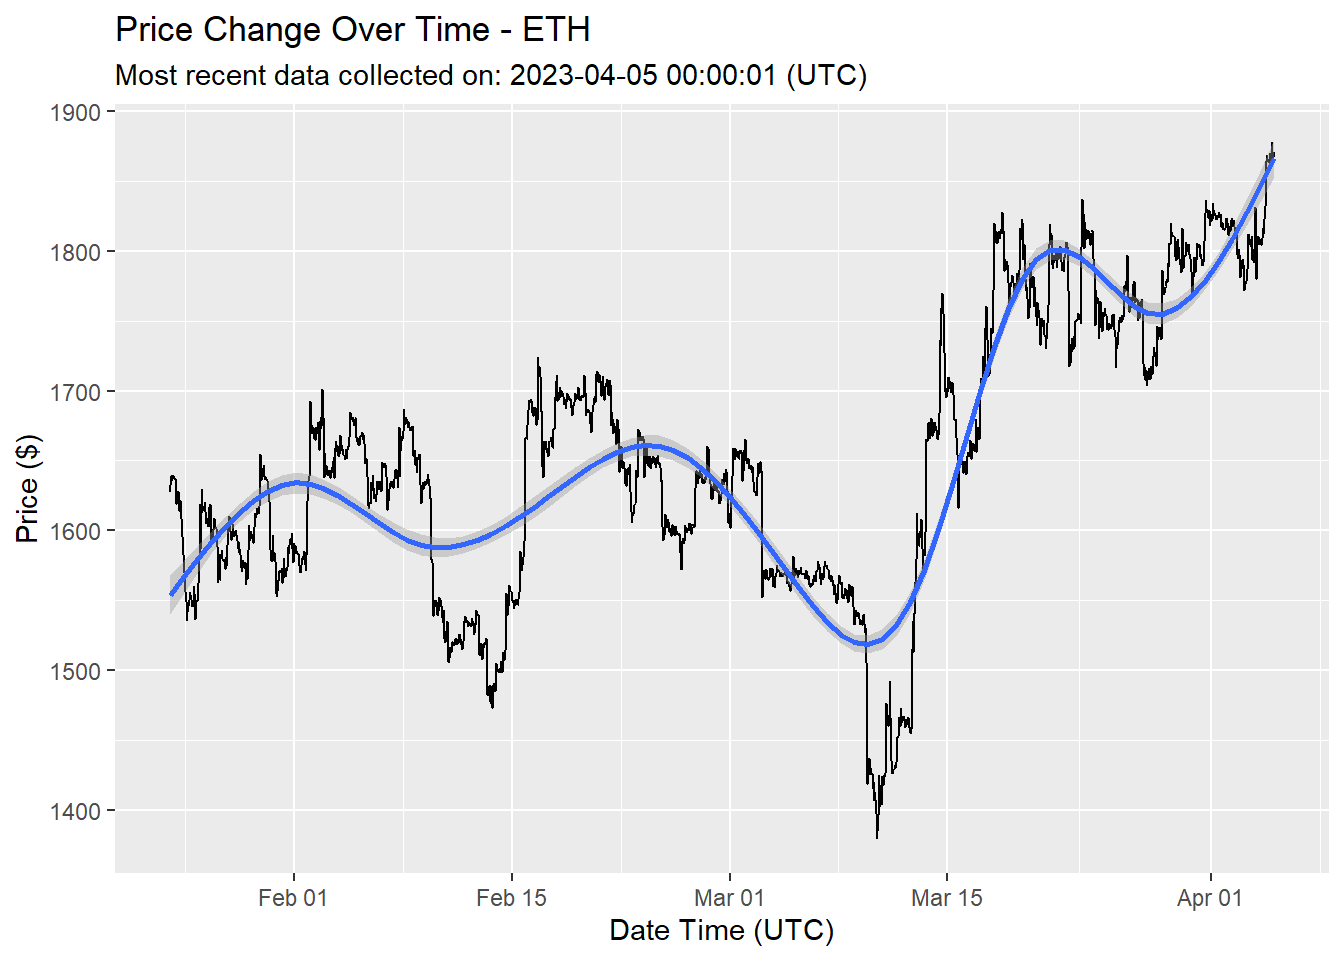 Price Change Over Time - ETH
Most recent data collected on: 2023-04-05 00:00:01 (UTC)
1900
1800
1700
1600
1500
1400
Price ($)
Feb 01
Feb 15
Mar 01
Mar 15
Apr 01
Date Time (UTC)